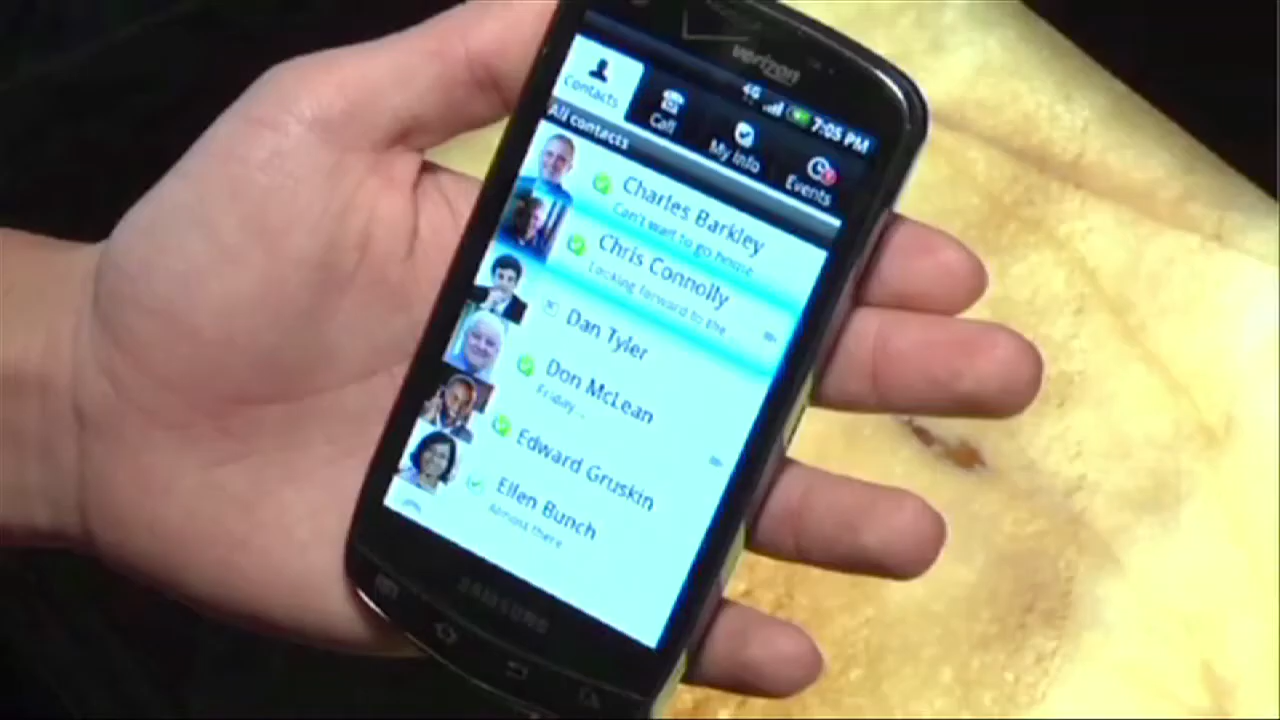 verizon
4G 7:05 PM
Contacts Call My Info Events
All contacts
Charles Barkley
Can't wait to go home
Chris Connolly
Looking forward to the
Dan Tyler
Don McLean
Friday...
Edward Gruskin
Ellen Bunch
Almost there
SAMSUNG